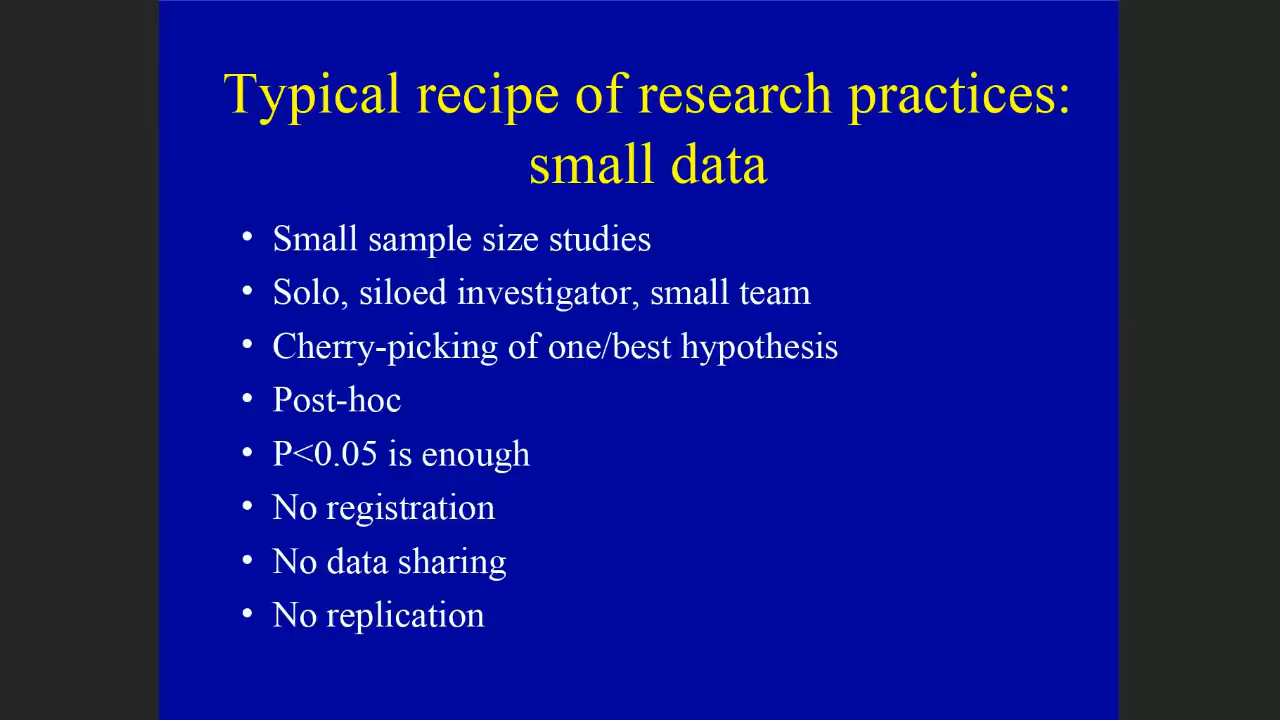 Typical recipe of research practices:
small data
• Small sample size studies
• Solo, siloed investigator, small team
• Cherry-picking of one/best hypothesis
• Post-hoc
• P<0.05 is enough
• No registration
• No data sharing
• No replication